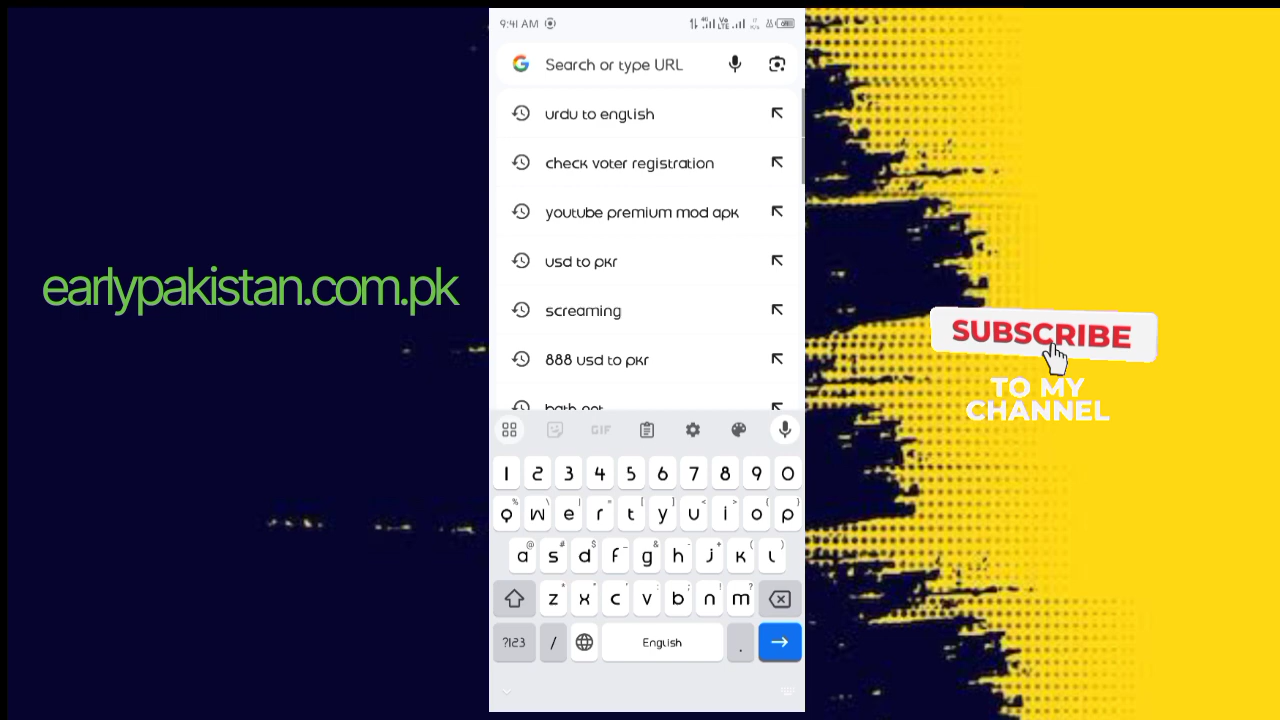 9:41 AM
Search or type URL
urdu to english
check voter registration
youtube premium mod apk
usd to pkr
screaming
888 usd to pkr
earlypakistan.com.pk
SUBSCRIBE
TO MY
CHANNEL
GIF
1 2 3 4 5 6 7 8 9 0
q w e r t y u i o p
a s d f g h j k l
z x c v b n m
?123 / English .